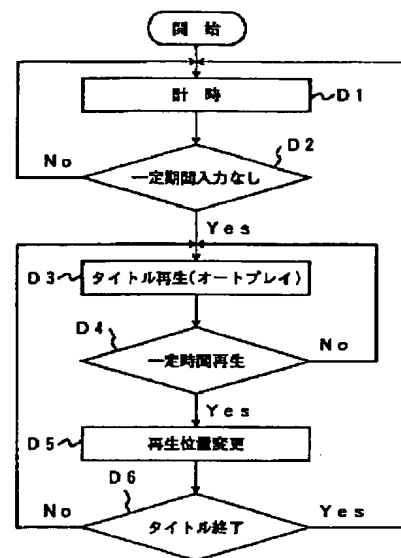 開始
計時
D1
D2
No
一定期間入力なし
Yes
D3
タイトル再生(オートプレイ)
D4
一定時間再生
No
Yes
D5
再生位置変更
D6
No
タイトル終了
Yes